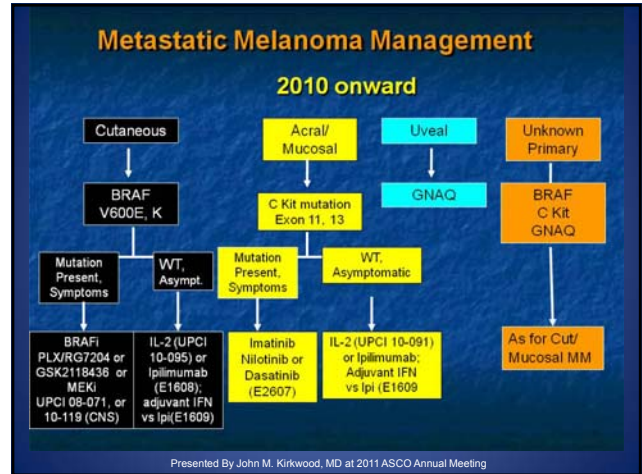 Metastatic Melanoma Management
2010 onward
Cutaneous
BRAF
V600E, K
Mutation
Present,
Symptoms
WT,
Asympt.
BRAFi
PLX/RG7204 or
GSK2118436 or
MEKi
UPCI 08-071, or
10-119 (CNS)
IL-2 (UPCI
10-095) or
Ipilimumab
(E1608);
adjuvant IFN
vs Ipi(E1609)
Acral/
Mucosal
C Kit mutation
Exon 11, 13
Mutation
Present,
Symptoms
WT,
Asymptomatic
Imatinib
Nilotinib or
Dasatinib
(E2607)
IL-2 (UPCI 10-091)
or Ipilimumab;
Adjuvant IFN
vs Ipi (E1609
Uveal
GNAQ
Unknown
Primary
BRAF
C Kit
GNAQ
As for Cut/
Mucosal MM
Presented By John M. Kirkwood, MD at 2011 ASCO Annual Meeting